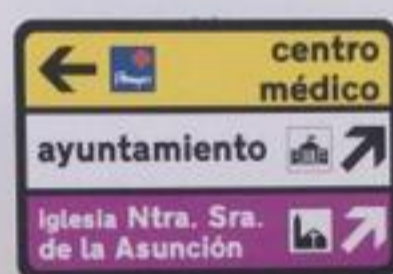 centro
médico
ayuntamiento
iglesia Ntra. Sra.
de la Asunción